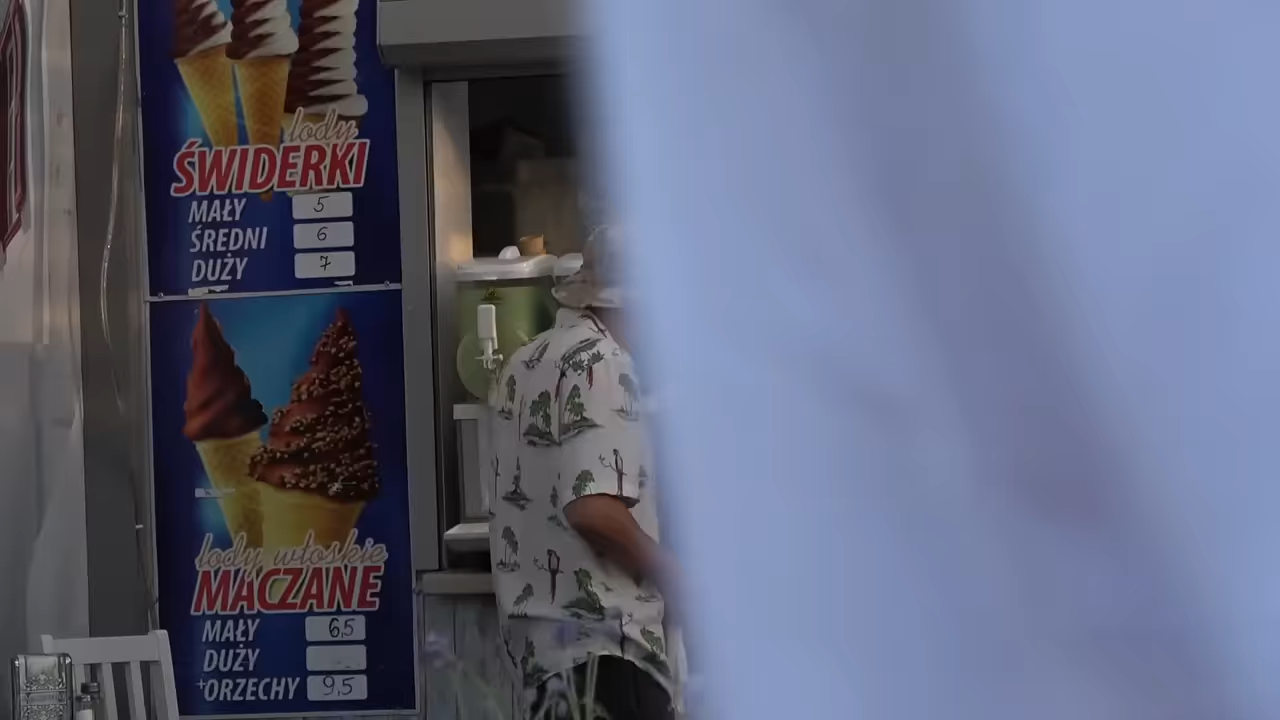 lody
ŚWIDERKI
MAŁY 5
ŚREDNI 6
DUŻY 7
lody włoskie
MACZANE
MAŁY 6,5
DUŻY
+ORZECHY 9,5